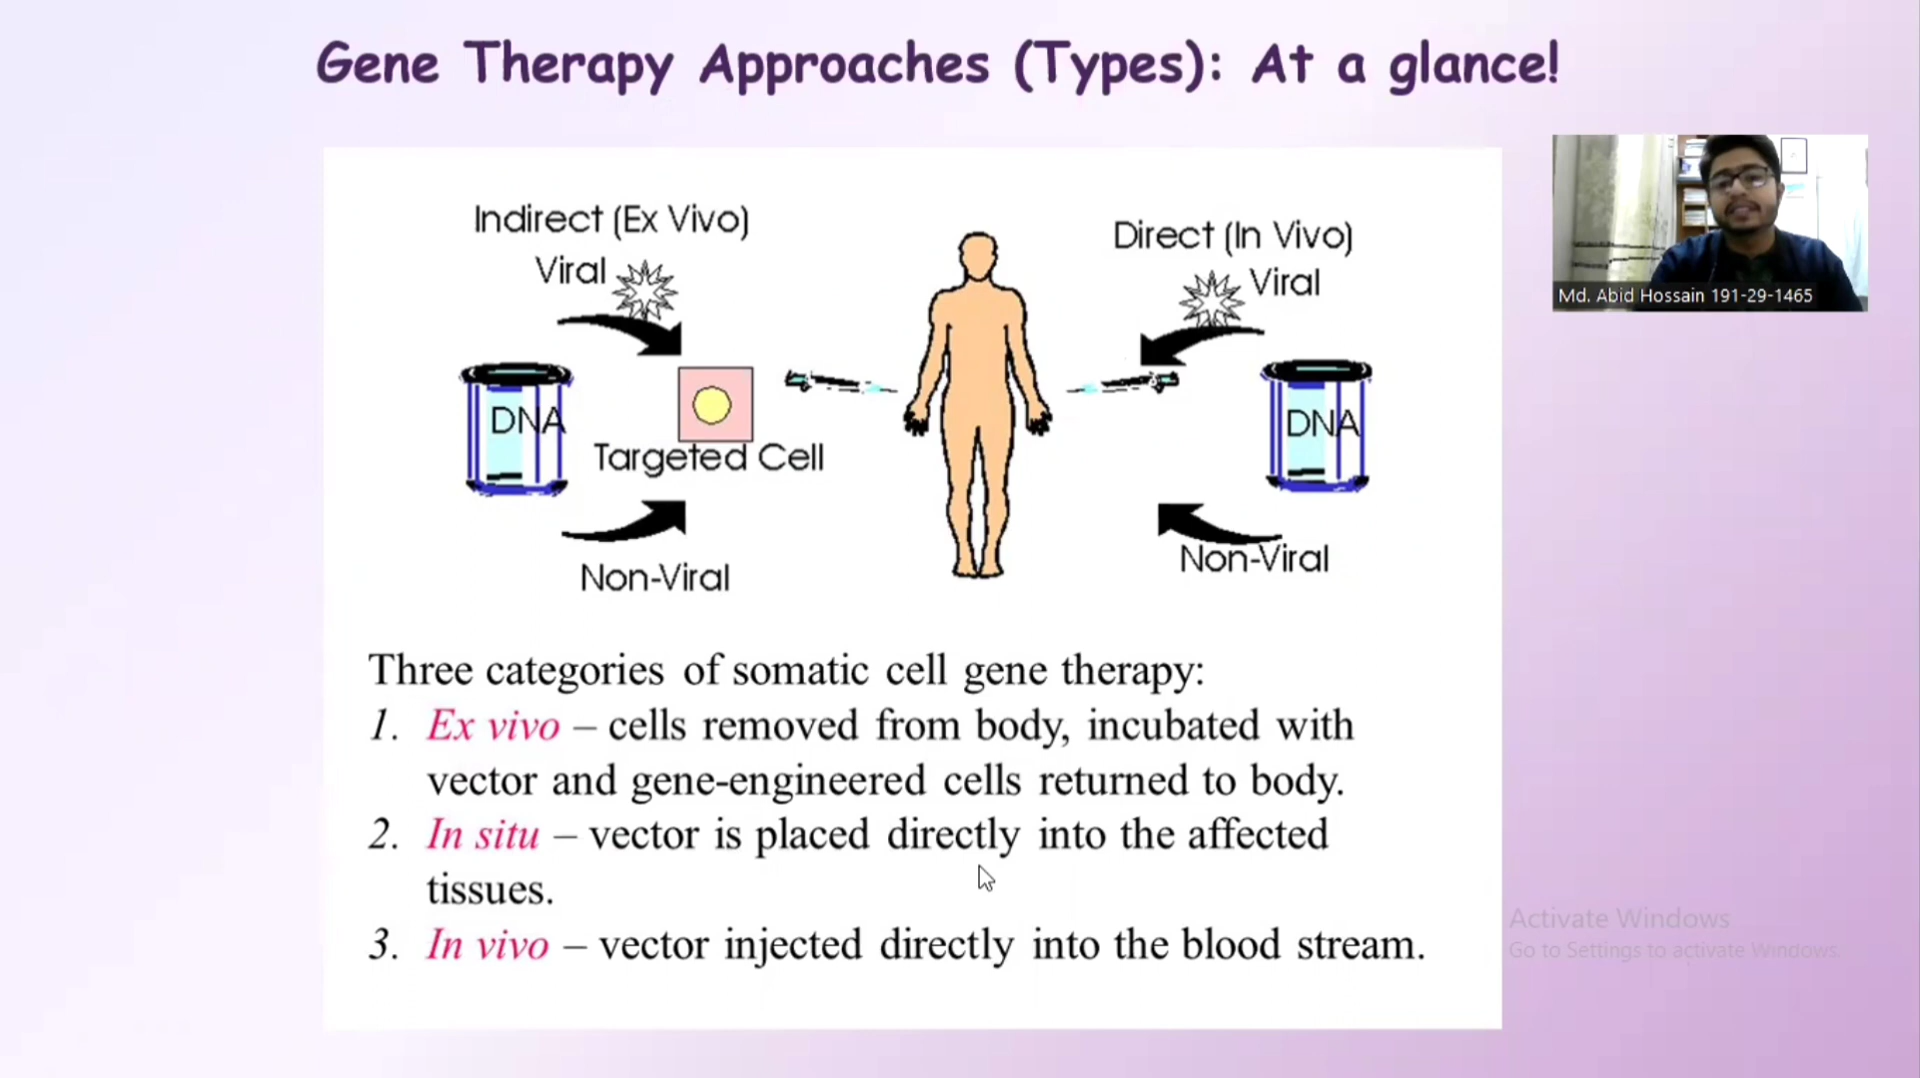 Gene Therapy Approaches (Types): At a glance!
Indirect (Ex Vivo)
Viral
DNA
Targeted Cell
Non-Viral
Direct (In Vivo)
Viral
DNA
Non-Viral
Md. Abid Hossain 191-29-1465
Three categories of somatic cell gene therapy:
1. Ex vivo – cells removed from body, incubated with
vector and gene-engineered cells returned to body.
2. In situ – vector is placed directly into the affected
tissues.
3. In vivo – vector injected directly into the blood stream.
Activate Windows
Go to Settings to activate Windows.